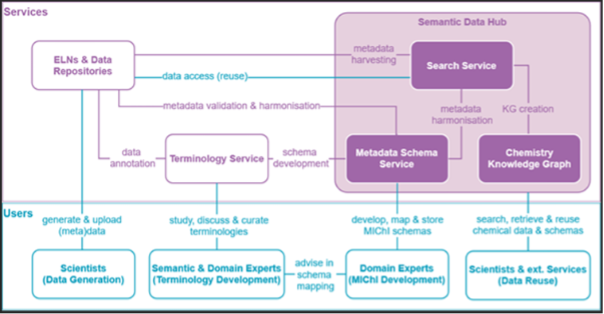 Services
Semantic Data Hub
ELNs & Data
Repositories
metadata
harvesting
Search Service
data access (reuse)
metadata validation & harmonisation
metadata
harmonisation
KG creation
data
annotation
Terminology Service
schema
development
Metadata Schema
Service
Chemistry
Knowledge Graph
Users
generate & upload
(meta)data
study, discuss & curate
terminologies
develop, map & store
MIChI schemas
search, retrieve & reuse
chemical data & schemas
Scientists
(Data Generation)
Semantic & Domain Experts
(Terminology Development)
advise in
schema
mapping
Domain Experts
(MIChI Development)
Scientists & ext. Services
(Data Reuse)